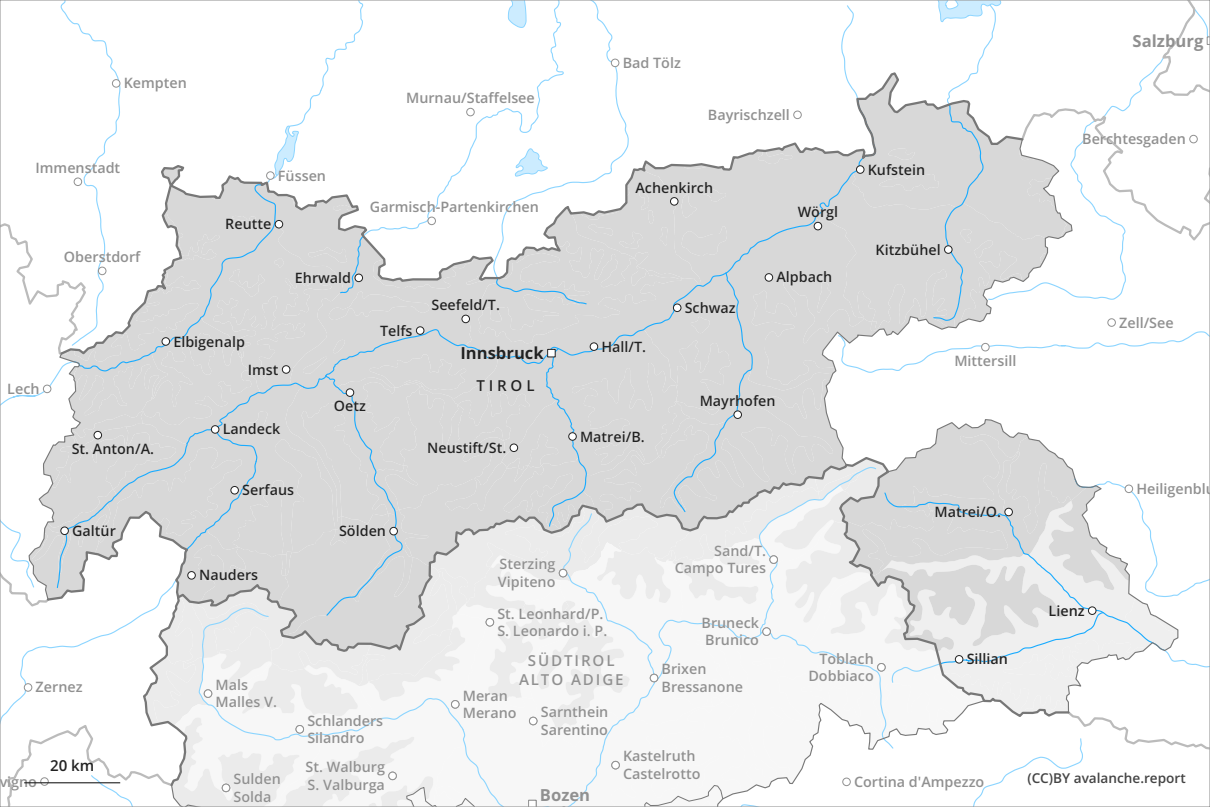 Salzburg
Bad Tölz
Kempten
Murnau/Staffelsee
Bayrischzell
Berchtesgaden
Immenstadt
Füssen
Kufstein
Achenkirch
Garmisch-Partenkirchen
Wörgl
Reutte
Kitzbühel
Oberstdorf
Ehrwald
Alpbach
Seefeld/T.
Schwaz
Zell/See
Telfs
Elbigenalp
Innsbruck
Hall/T.
Mittersill
Imst
TIROL
Lech
Oetz
Mayrhofen
Landeck
Matrei/B.
St. Anton/A.
Neustift/St.
Serfaus
Heiligenblu
Matrei/O.
Galtür
Sölden
Sand/T.
Campo Tures
Sterzing
Vipiteno
Nauders
Lienz
St. Leonhard/P.
S. Leonardo i. P.
Bruneck
Brunico
SÜDTIROL
ALTO ADIGE
Sillian
Toblach
Dobbiaco
Brixen
Bressanone
Zernez
Mals
Malles V.
Meran
Merano
Sarnthein
Sarentino
Schlanders
Silandro
Kastelruth
Castelrotto
20 km
St. Walburg
S. Valburga
vigno
Sulden
Solda
Cortina d'Ampezzo
(CC)BY avalanche.report
Bozen